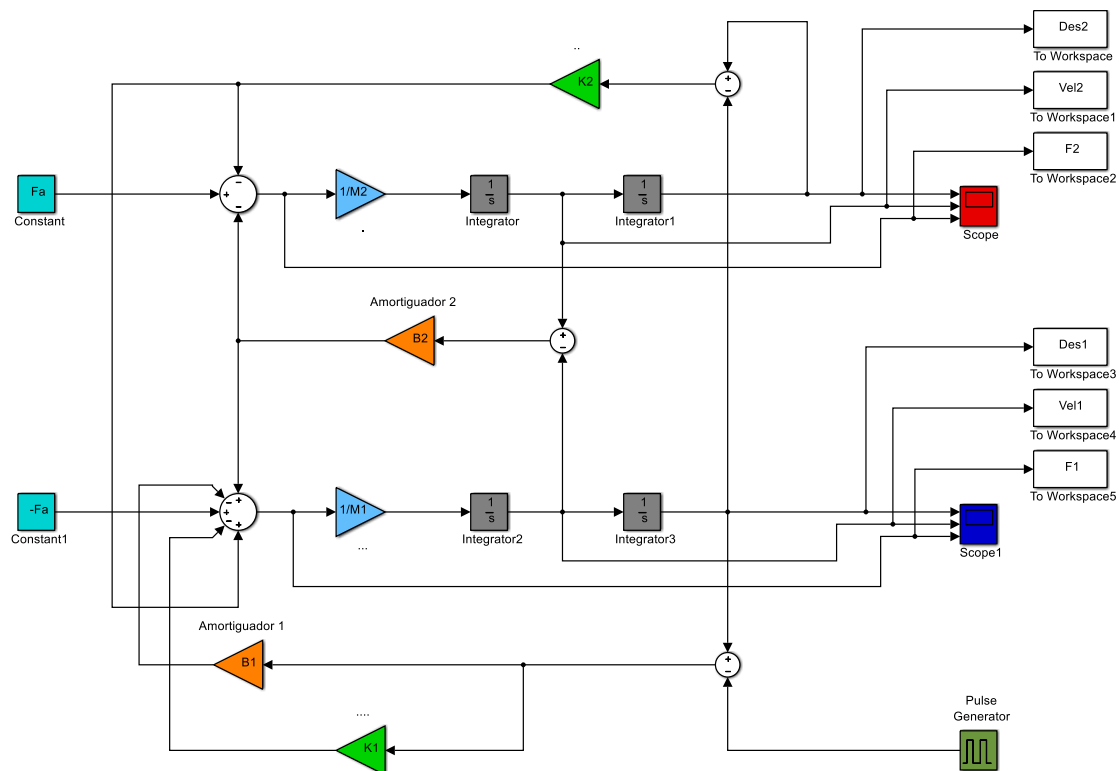 Des2
To Workspace
..
K2
+
−
Vel2
To Workspace1
F2
To Workspace2
Fa
Constant
−
+
−
1/M2
.
1
s
Integrator
1
s
Integrator1
Scope
Amortiguador 2
B2
+
−
Des1
To Workspace3
Vel1
To Workspace4
F1
To Workspace5
-Fa
Constant1
−
+
+
−
+
1/M1
...
1
s
Integrator2
1
s
Integrator3
Scope1
Amortiguador 1
B1
+
−
....
K1
Pulse
Generator